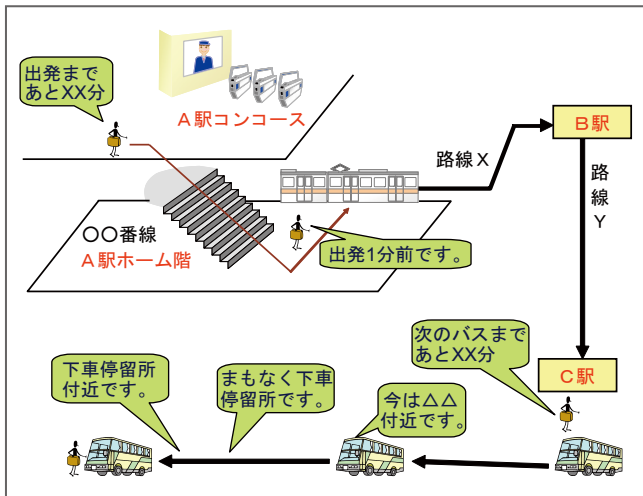 出発まで
あとXX分
A駅コンコース
B駅
路線X
路
線
Y
〇〇番線
A駅ホーム階
出発1分前です。
次のバスまで
あとXX分
C駅
下車停留所
付近です。
まもなく下車
停留所です。
今は△△
付近です。